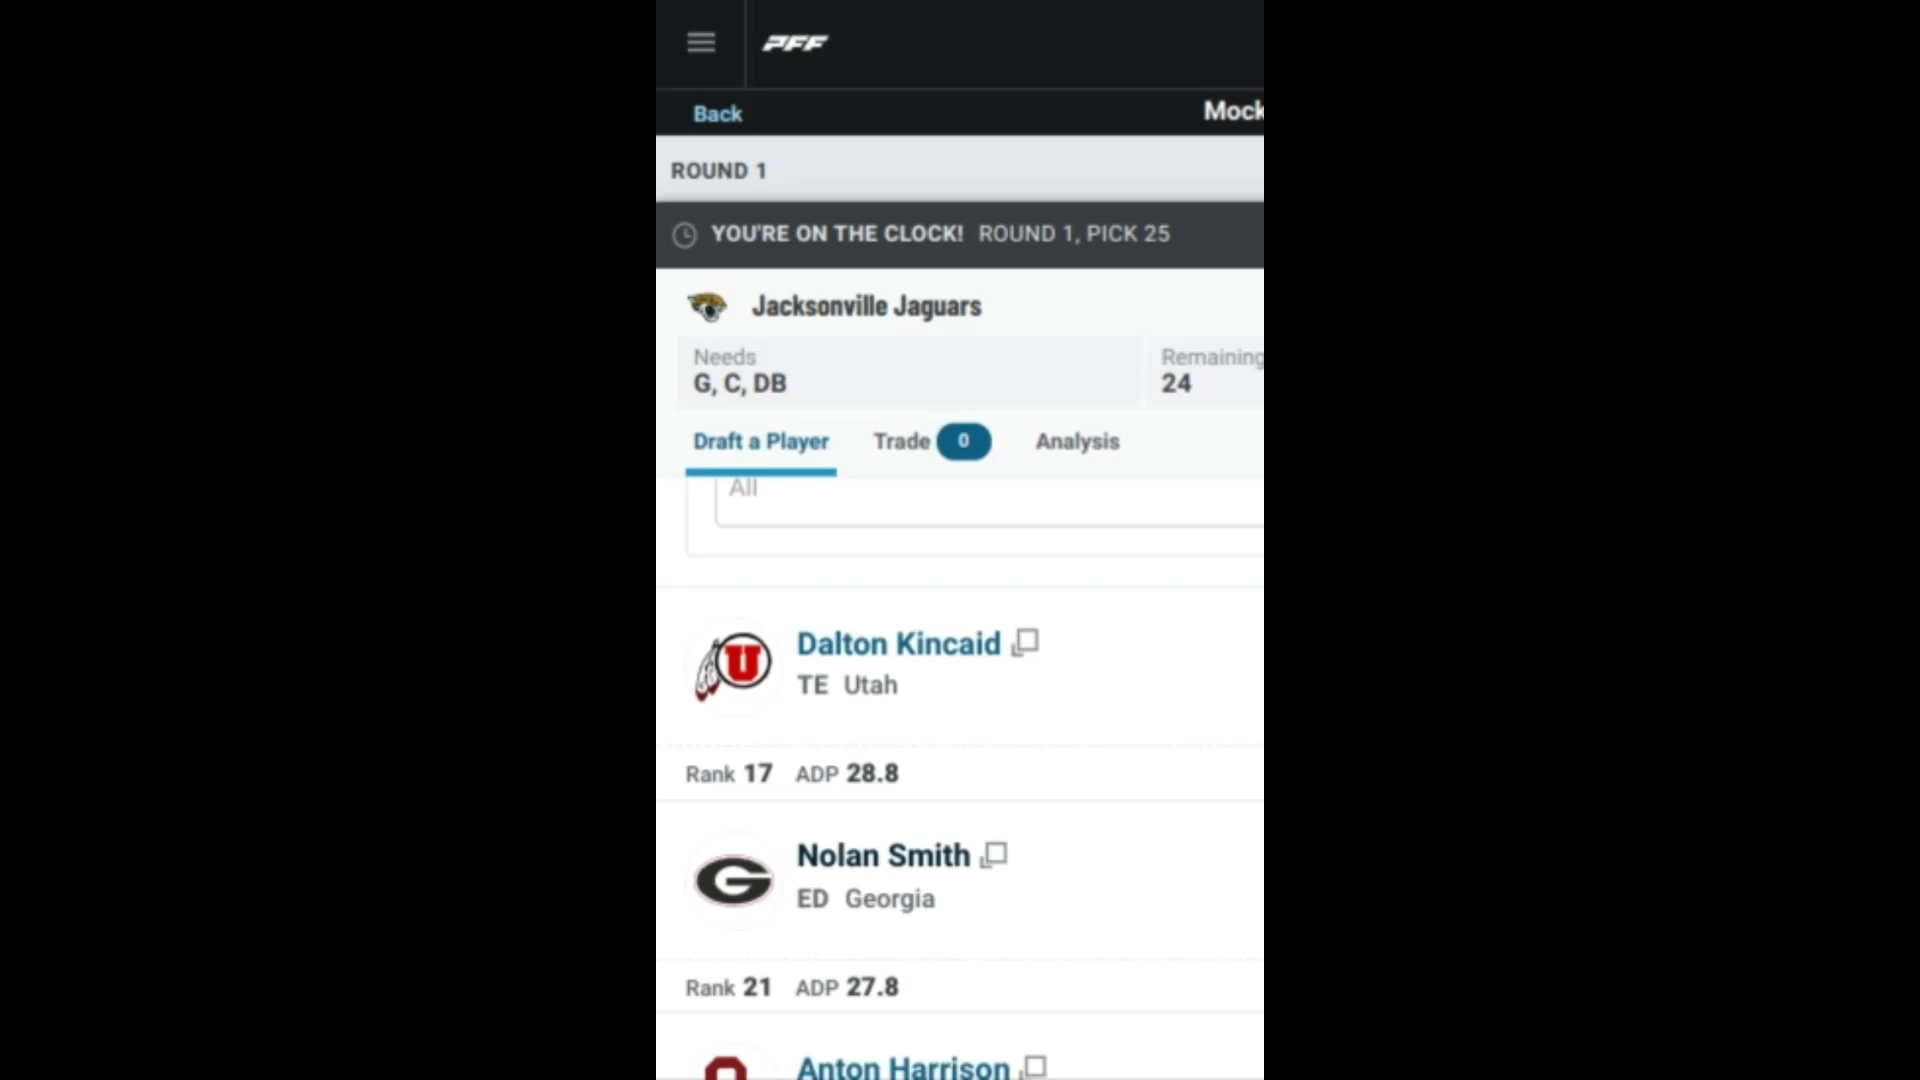 PFF
Back
Mock
ROUND 1
YOU'RE ON THE CLOCK! ROUND 1, PICK 25
Jacksonville Jaguars
Needs
G, C, DB
Remaining
24
Draft a Player
Trade 0
Analysis
All
U
Dalton Kincaid
TE Utah
Rank 17 ADP 28.8
G
Nolan Smith
ED Georgia
Rank 21 ADP 27.8
Anton Harrison